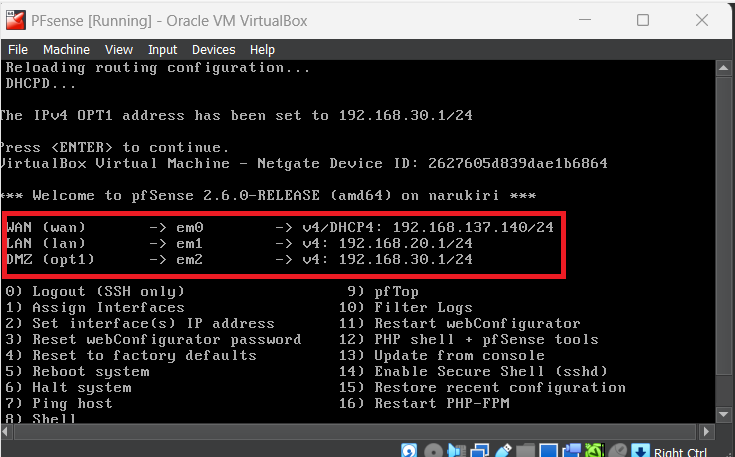 PFsense [Running] - Oracle VM VirtualBox
File Machine View Input Devices Help
Reloading routing configuration...
DHCPD...
The IPv4 OPT1 address has been set to 192.168.30.1/24
Press <ENTER> to continue.
VirtualBox Virtual Machine - Netgate Device ID: 2627605d839dae1b6864
*** Welcome to pfSense 2.6.0-RELEASE (amd64) on narukiri ***
WAN (wan) -> em0 -> v4/DHCP4: 192.168.137.140/24
LAN (lan) -> em1 -> v4: 192.168.20.1/24
DMZ (opt1) -> em2 -> v4: 192.168.30.1/24
0) Logout (SSH only) 9) pfTop
1) Assign Interfaces 10) Filter Logs
2) Set interface(s) IP address 11) Restart webConfigurator
3) Reset webConfigurator password 12) PHP shell + pfSense tools
4) Reset to factory defaults 13) Update from console
5) Reboot system 14) Enable Secure Shell (sshd)
6) Halt system 15) Restore recent configuration
7) Ping host 16) Restart PHP-FPM
8) Shell
Right Ctrl